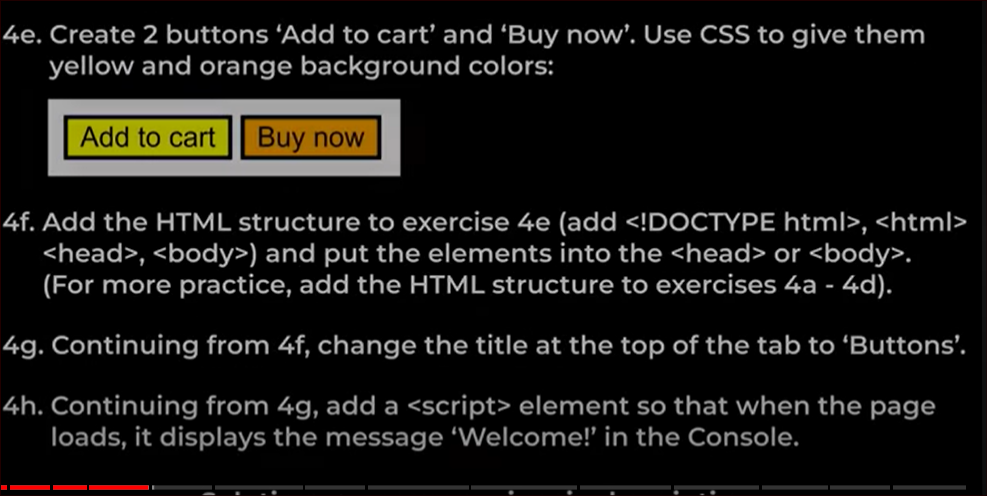 4e. Create 2 buttons ‘Add to cart’ and ‘Buy now’. Use CSS to give them
yellow and orange background colors:
Add to cart Buy now
4f. Add the HTML structure to exercise 4e (add <!DOCTYPE html>, <html>
<head>, <body>) and put the elements into the <head> or <body>.
(For more practice, add the HTML structure to exercises 4a - 4d).
4g. Continuing from 4f, change the title at the top of the tab to ‘Buttons’.
4h. Continuing from 4g, add a <script> element so that when the page
loads, it displays the message ‘Welcome!’ in the Console.